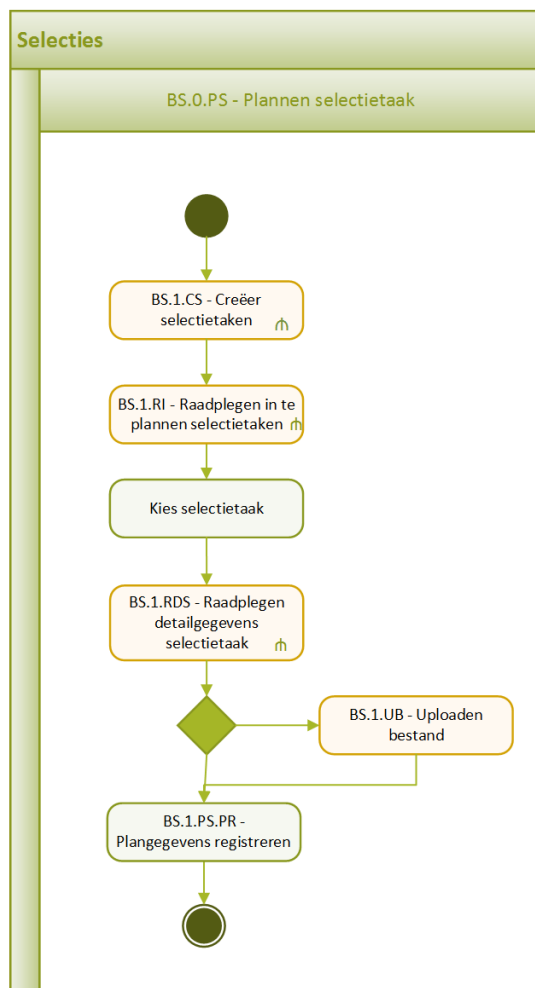 Selecties
BS.0.PS - Plannen selectietaak
BS.1.CS - Creëer
selectietaken
BS.1.RI - Raadplegen in te
plannen selectietaken
Kies selectietaak
BS.1.RDS - Raadplegen
detailgegevens
selectietaak
BS.1.UB - Uploaden
bestand
BS.1.PS.PR -
Plangegevens registreren